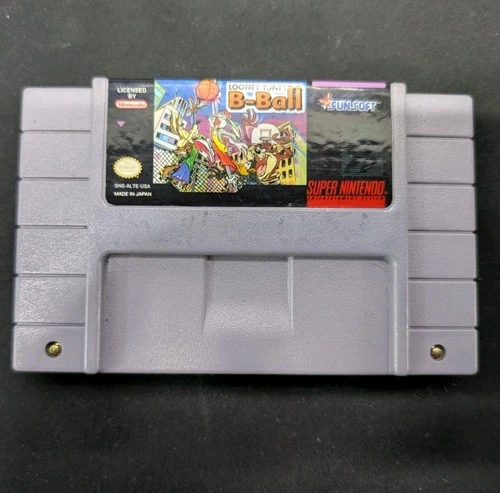 LICENSED
BY
Nintendo
LOONEY TUNES
B-Ball
SUNSOFT
SNS-ALTE-USA
MADE IN JAPAN
SUPER NINTENDO
ENTERTAINMENT SYSTEM